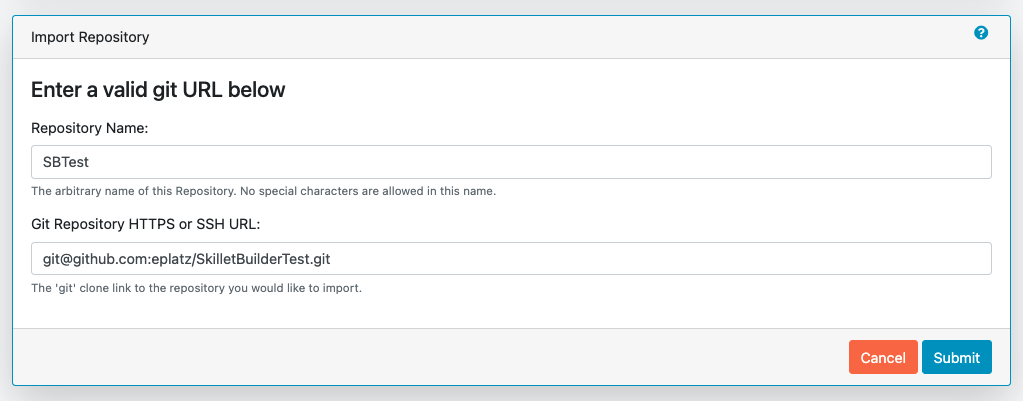 Import Repository
?
Enter a valid git URL below
Repository Name:
SBTest
The arbitrary name of this Repository. No special characters are allowed in this name.
Git Repository HTTPS or SSH URL:
git@github.com:eplatz/SkilletBuilderTest.git
The 'git' clone link to the repository you would like to import.
Cancel Submit